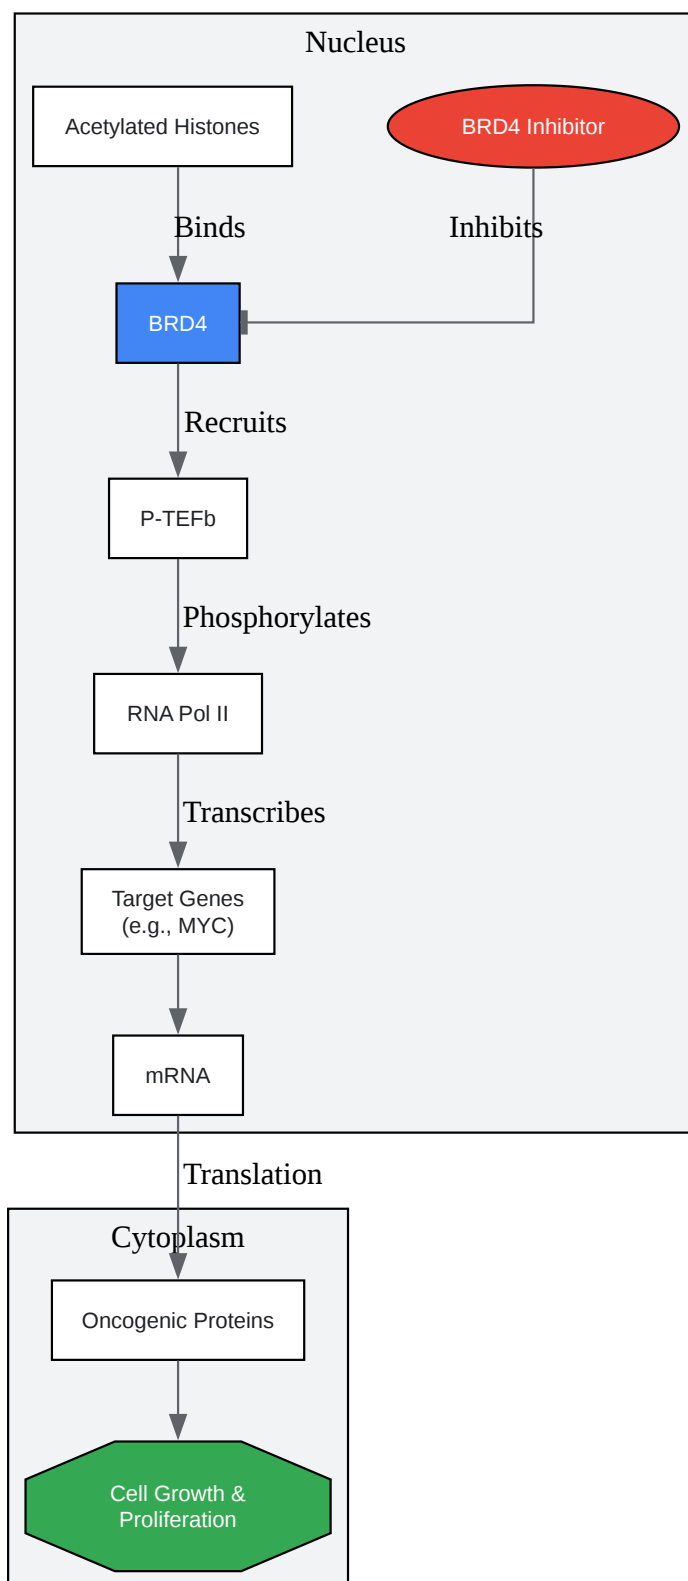 Nucleus
Acetylated Histones
BRD4 Inhibitor
Binds
Inhibits
BRD4
Recruits
P-TEFb
Phosphorylates
RNA Pol II
Transcribes
Target Genes
(e.g., MYC)
mRNA
Translation
Cytoplasm
Oncogenic Proteins
Cell Growth &
Proliferation